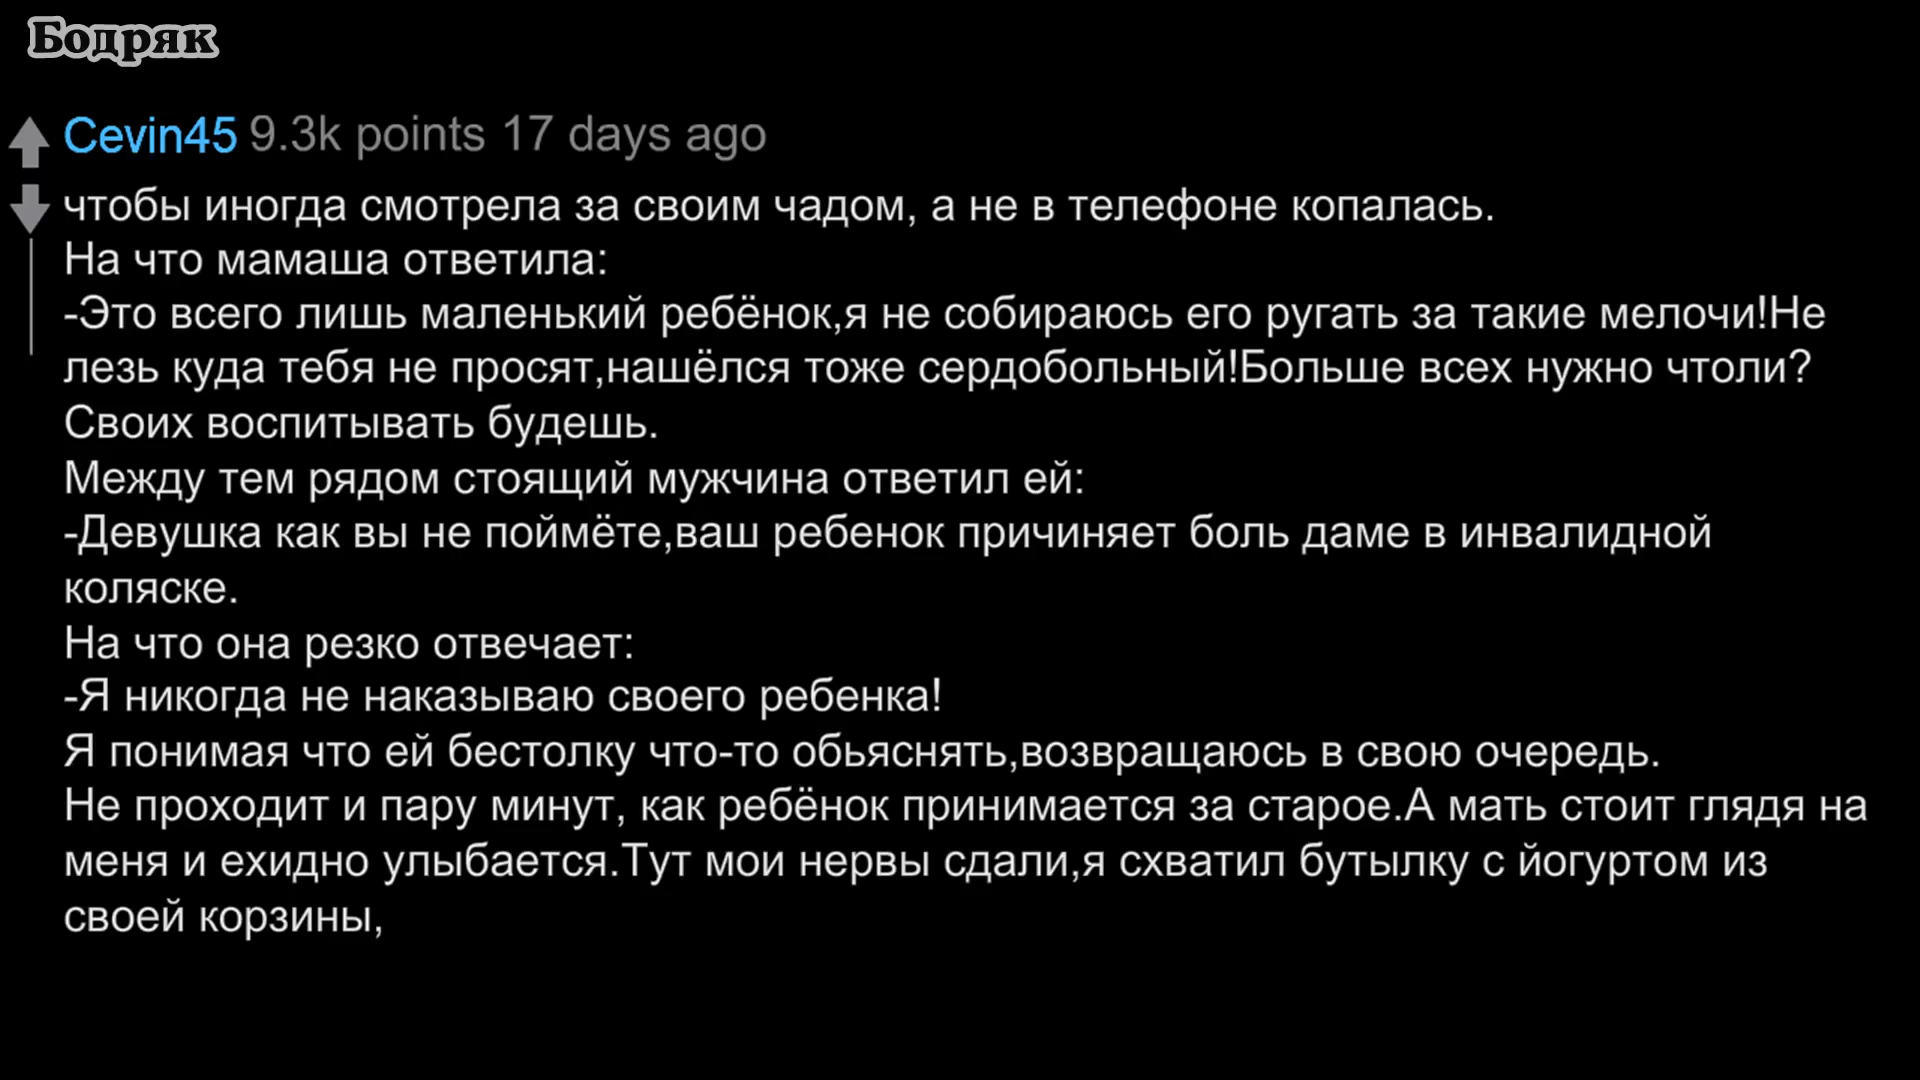 Бодряк
Cevin45 9.3k points 17 days ago
чтобы иногда смотрела за своим чадом, а не в телефоне копалась.
На что мамаша ответила:
-Это всего лишь маленький ребёнок,я не собираюсь его ругать за такие мелочи!Не
лезь куда тебя не просят,нашёлся тоже сердобольный!Больше всех нужно чтоли?
Своих воспитывать будешь.
Между тем рядом стоящий мужчина ответил ей:
-Девушка как вы не поймёте,ваш ребенок причиняет боль даме в инвалидной
коляске.
На что она резко отвечает:
-Я никогда не наказываю своего ребенка!
Я понимая что ей бестолку что-то обьяснять,возвращаюсь в свою очередь.
Не проходит и пару минут, как ребёнок принимается за старое.А мать стоит глядя на
меня и ехидно улыбается.Тут мои нервы сдали,я схватил бутылку с йогуртом из
своей корзины,